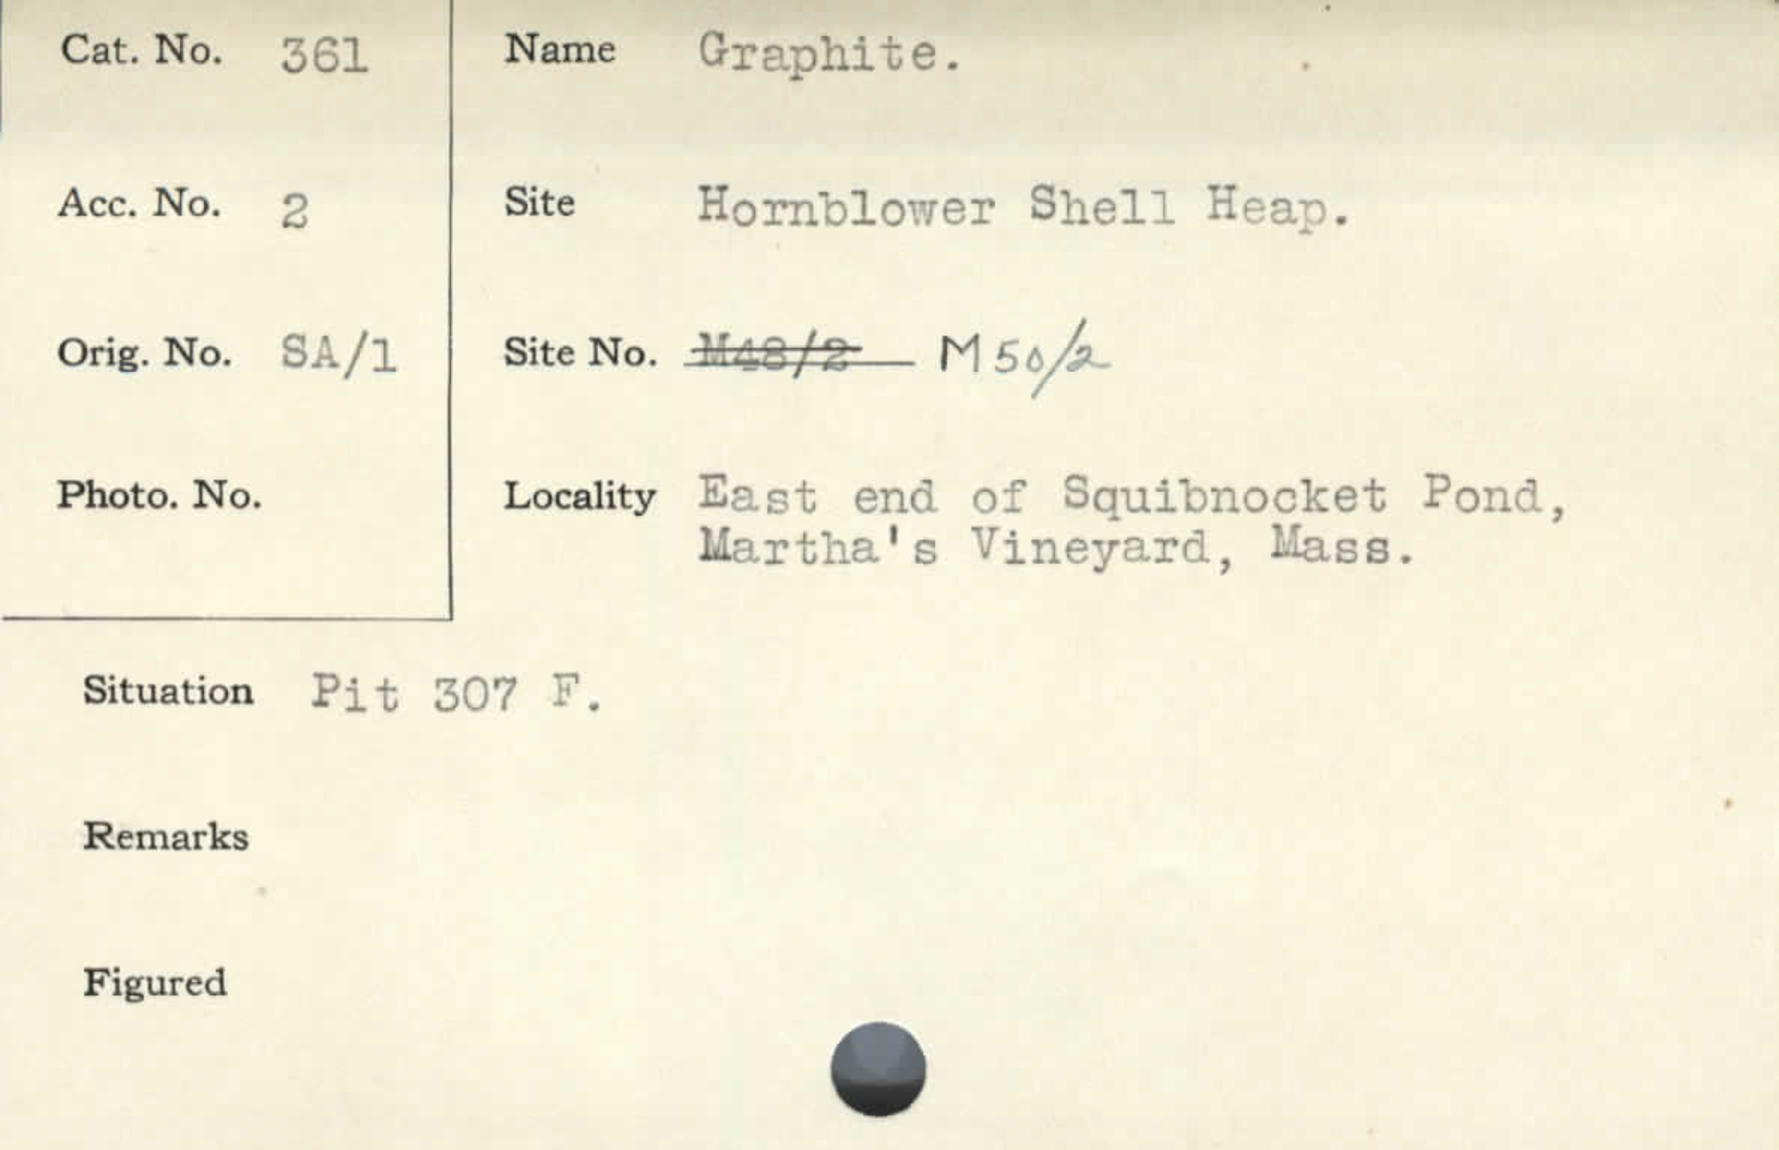 Cat. No. 361
Name Graphite.
Acc. No. 2
Site Hornblower Shell Heap.
Orig. No. SA/1
Site No. M48/2 M50/2
Photo. No.
Locality East end of Squibnocket Pond,
Martha's Vineyard, Mass.
Situation Pit 307 F.
Remarks
Figured